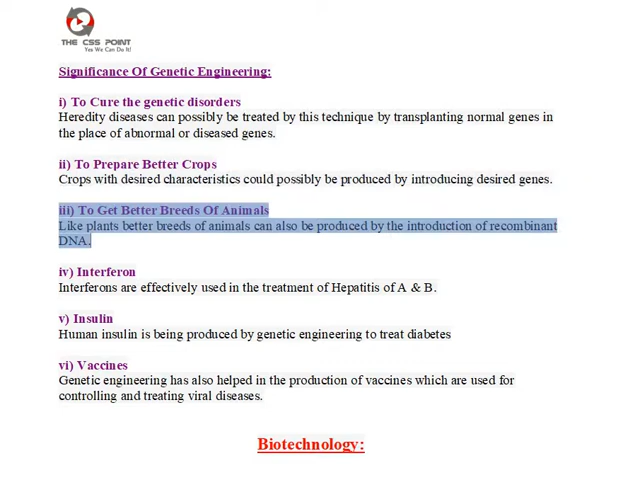 THE CSS POINT
Yes We Can Do It!
Significance Of Genetic Engineering:
i) To Cure the genetic disorders
Heredity diseases can possibly be treated by this technique by transplanting normal genes in
the place of abnormal or diseased genes.
ii) To Prepare Better Crops
Crops with desired characteristics could possibly be produced by introducing desired genes.
iii) To Get Better Breeds Of Animals
Like plants better breeds of animals can also be produced by the introduction of recombinant
DNA.
iv) Interferon
Interferons are effectively used in the treatment of Hepatitis of A & B.
v) Insulin
Human insulin is being produced by genetic engineering to treat diabetes
vi) Vaccines
Genetic engineering has also helped in the production of vaccines which are used for
controlling and treating viral diseases.
Biotechnology: